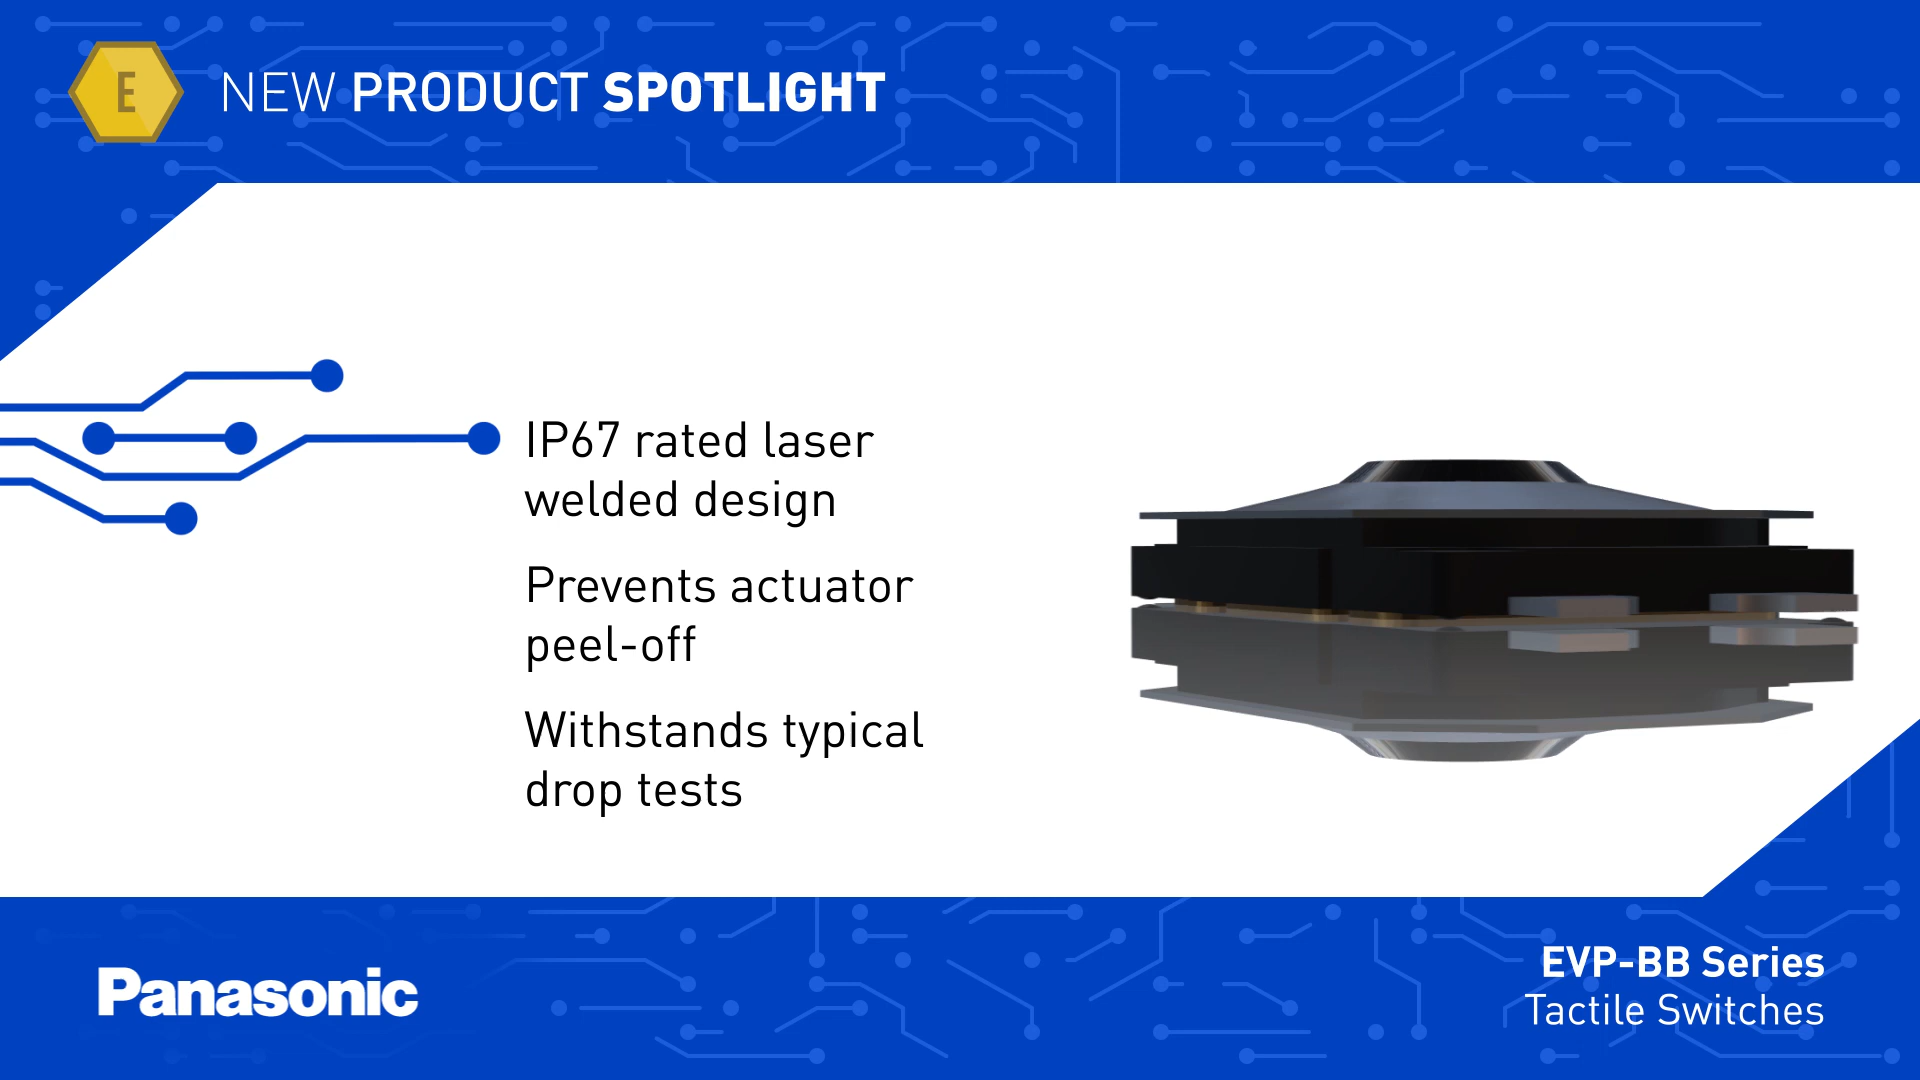 E
NEW PRODUCT SPOTLIGHT
IP67 rated laser
welded design
Prevents actuator
peel-off
Withstands typical
drop tests
Panasonic
EVP-BB Series
Tactile Switches